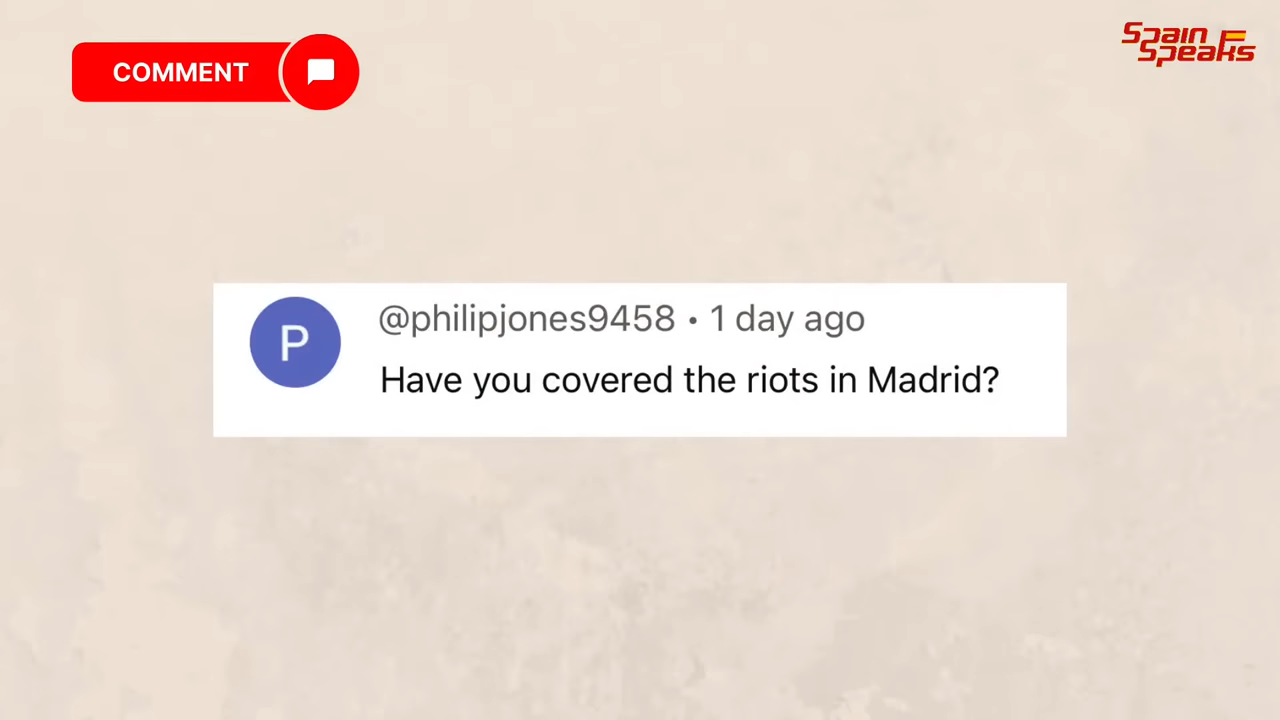 COMMENT
Spain
Speaks
P
@philipjones9458 • 1 day ago
Have you covered the riots in Madrid?